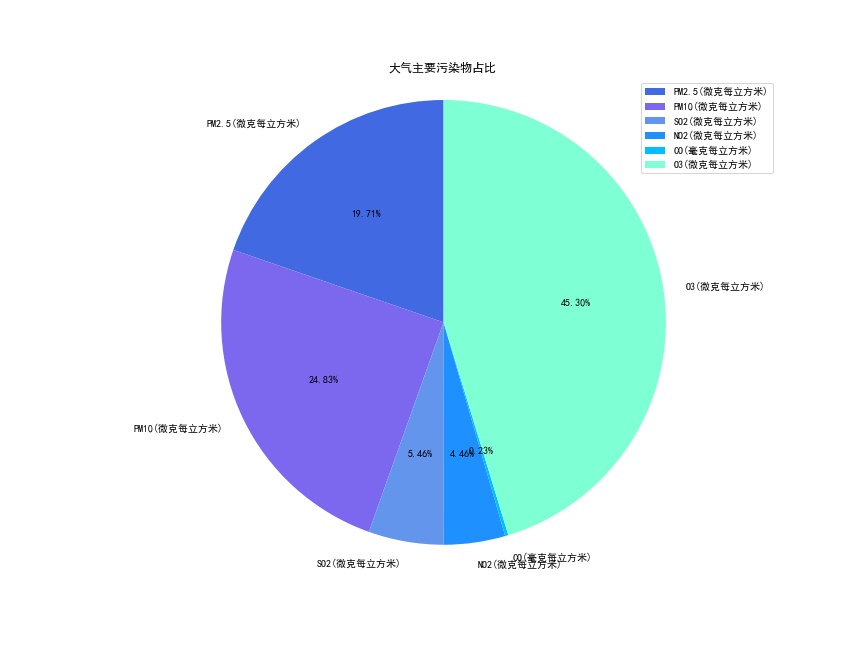 大气主要污染物占比
PM2.5(微克每立方米)
PM10(微克每立方米)
SO2(微克每立方米)
NO2(微克每立方米)
CO(毫克每立方米)
O3(微克每立方米)
PM2.5(微克每立方米)
19.71%
O3(微克每立方米)
45.30%
24.83%
PM10(微克每立方米)
5.46%
4.46%
0.23%
SO2(微克每立方米)
NO2(微克每立方米)
CO(毫克每立方米)